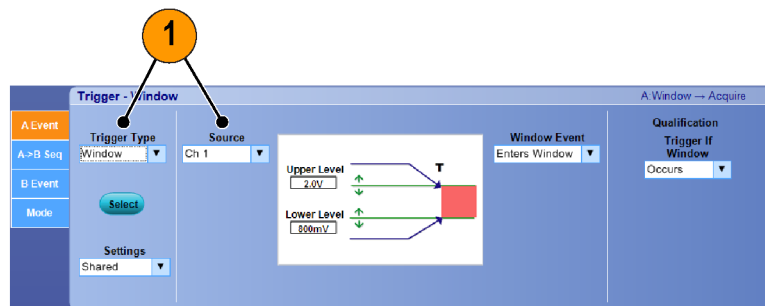 1
Trigger - Window
A:Window → Acquire
A Event
A->B Seq
B Event
Mode
Trigger Type
Window
Select
Settings
Shared
Source
Ch 1
Upper Level
2.0V
Lower Level
800mV
T
Window Event
Enters Window
Qualification
Trigger If
Window
Occurs